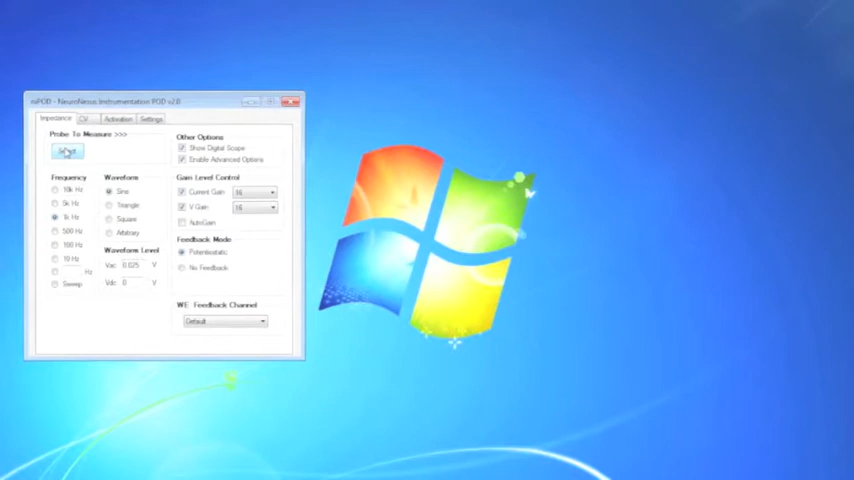 niPOD - NeuroNexus Instrumentation POD v2.0
Impedance CV Activation Settings
Probe To Measure >>>
Select
Frequency
10k Hz
5k Hz
1k Hz
500 Hz
100 Hz
10 Hz
Hz
Sweep
Waveform
Sine
Triangle
Square
Arbitrary
Waveform Level
Vac 0.025 V
Vdc 0 V
Other Options
Show Digital Scope
Enable Advanced Options
Gain Level Control
Current Gain 16
V Gain 16
AutoGain
Feedback Mode
Potentiostatic
No Feedback
WE Feedback Channel
Default